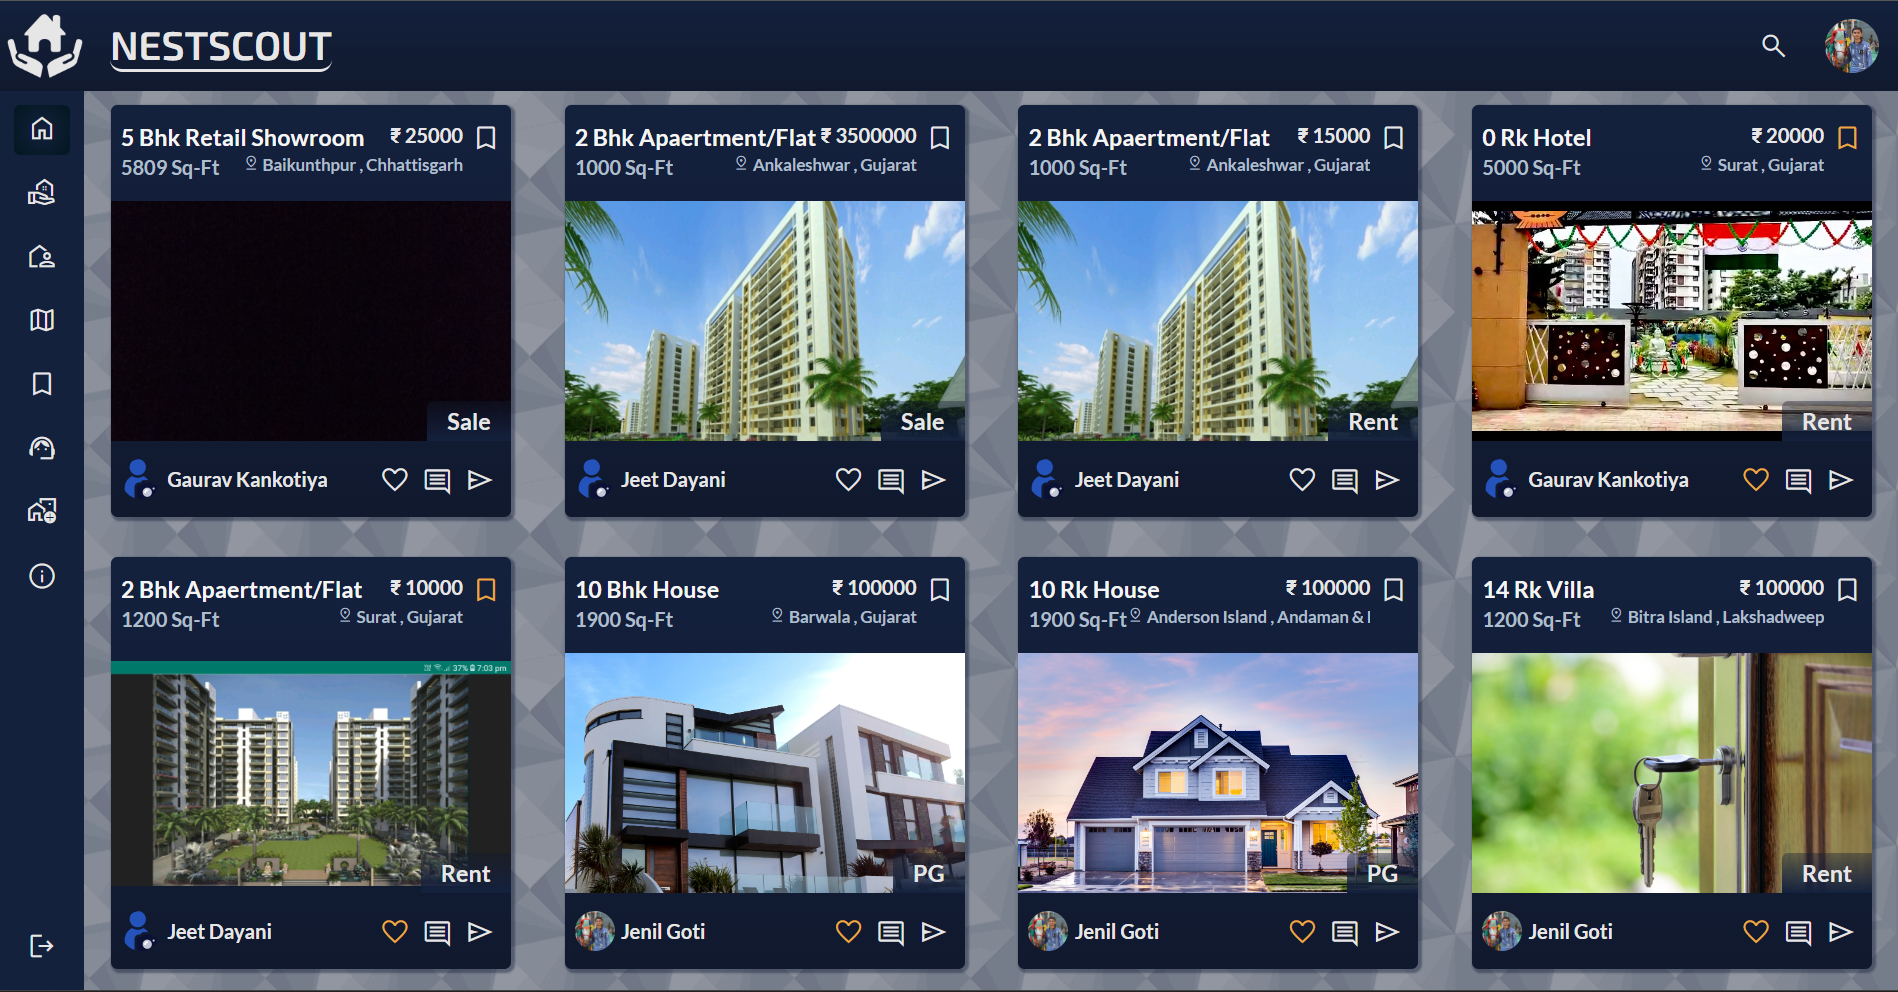 NESTSCOUT
5 Bhk Retail Showroom ₹ 25000
5809 Sq-Ft Baikunthpur , Chhattisgarh
Sale
Gaurav Kankotiya
2 Bhk Apaertment/Flat ₹ 3500000
1000 Sq-Ft Ankaleshwar , Gujarat
Sale
Jeet Dayani
2 Bhk Apaertment/Flat ₹ 15000
1000 Sq-Ft Ankaleshwar , Gujarat
Rent
Jeet Dayani
0 Rk Hotel ₹ 20000
5000 Sq-Ft Surat , Gujarat
Rent
Gaurav Kankotiya
2 Bhk Apaertment/Flat ₹ 10000
1200 Sq-Ft Surat , Gujarat
37% 7:03 pm
Rent
Jeet Dayani
10 Bhk House ₹ 100000
1900 Sq-Ft Barwala , Gujarat
PG
Jenil Goti
10 Rk House ₹ 100000
1900 Sq-Ft Anderson Island , Andaman &
PG
Jenil Goti
14 Rk Villa ₹ 100000
1200 Sq-Ft Bitra Island , Lakshadweep
Rent
Jenil Goti